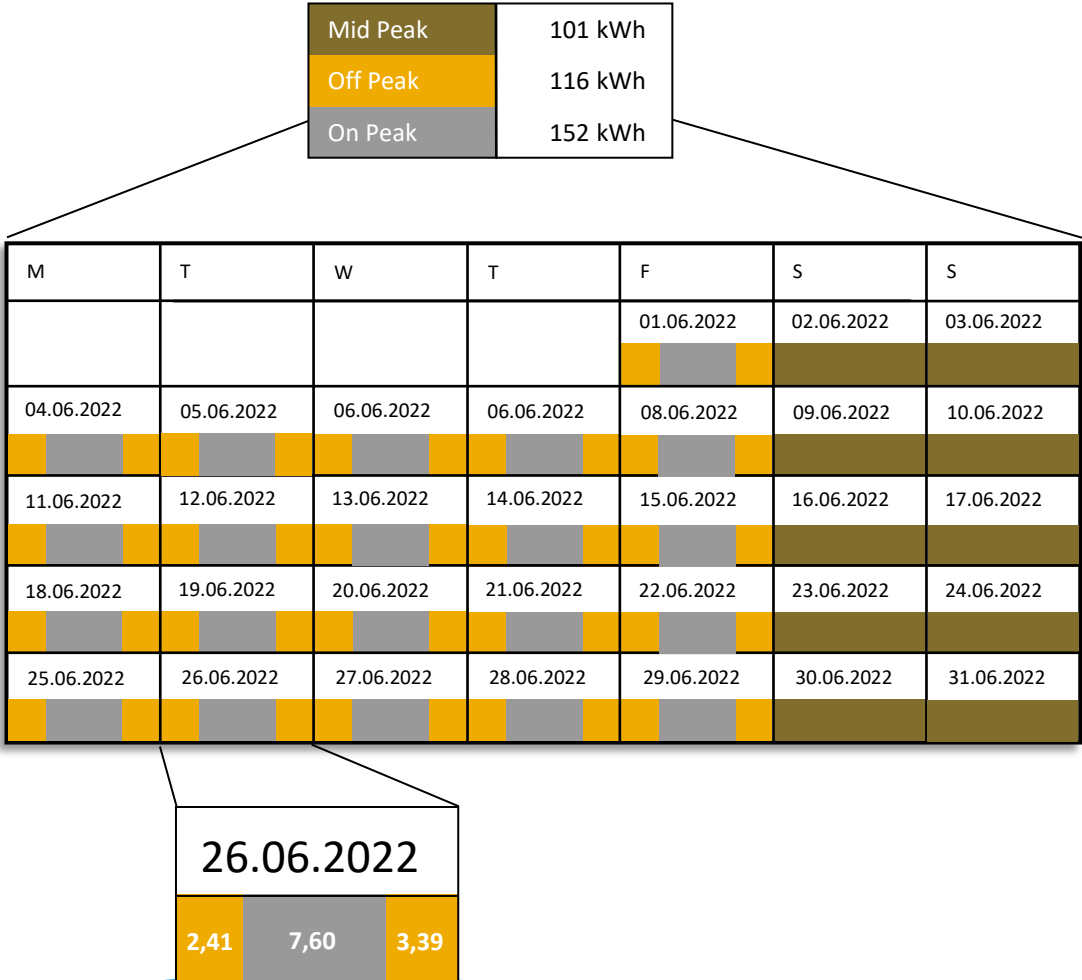 Mid Peak 101 kWh
Off Peak 116 kWh
On Peak 152 kWh
M T W T F S S
01.06.2022 02.06.2022 03.06.2022
04.06.2022 05.06.2022 06.06.2022 06.06.2022 08.06.2022 09.06.2022 10.06.2022
11.06.2022 12.06.2022 13.06.2022 14.06.2022 15.06.2022 16.06.2022 17.06.2022
18.06.2022 19.06.2022 20.06.2022 21.06.2022 22.06.2022 23.06.2022 24.06.2022
25.06.2022 26.06.2022 27.06.2022 28.06.2022 29.06.2022 30.06.2022 31.06.2022
26.06.2022
2,41 7,60 3,39